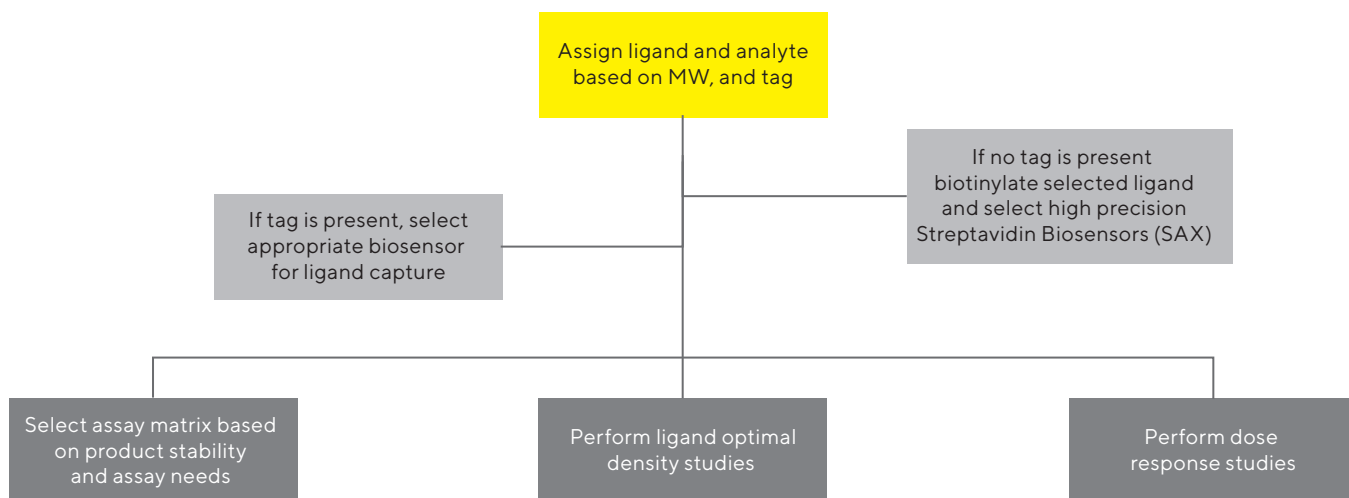 Assign ligand and analyte
based on MW, and tag
If no tag is present
biotinylate selected ligand
and select high precision
Streptavidin Biosensors (SAX)
If tag is present, select
appropriate biosensor
for ligand capture
Select assay matrix based
on product stability
and assay needs
Perform ligand optimal
density studies
Perform dose
response studies